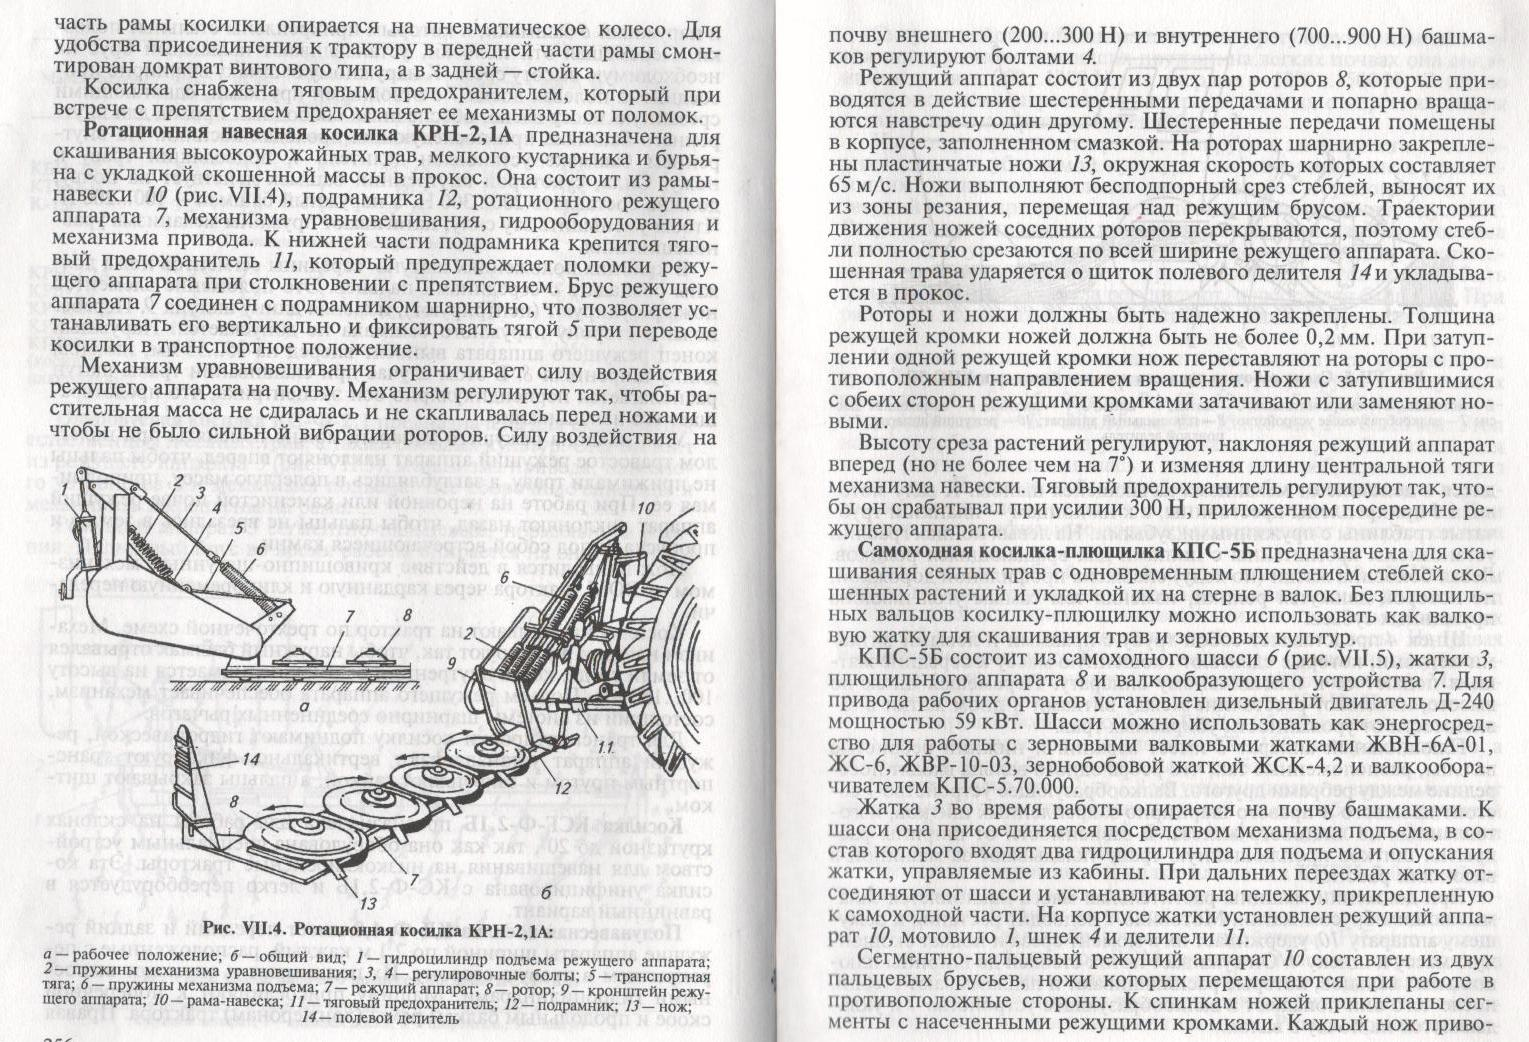 часть рамы косилки опирается на пневматическое колесо. Для
удобства присоединения к трактору в передней части рамы смон-
тирован домкрат винтового типа, а в задней — стойка.
Косилка снабжена тяговым предохранителем, который при
встрече с препятствием предохраняет ее механизмы от поломок.
Ротационная навесная косилка КРН-2,1А предназначена для
скашивания высокоурожайных трав, мелкого кустарника и бурья-
на с укладкой скошенной массы в прокос. Она состоит из рамы-
навески 10 (рис. VII.4), подрамника 12, ротационного режущего
аппарата 7, механизма уравновешивания, гидрооборудования и
механизма привода. К нижней части подрамника крепится тяго-
вый предохранитель 11, который предупреждает поломки режу-
щего аппарата при столкновении с препятствием. Брус режущего
аппарата 7 соединен с подрамником шарнирно, что позволяет ус-
танавливать его вертикально и фиксировать тягой 5 при переводе
косилки в транспортное положение.
Механизм уравновешивания ограничивает силу воздействия
режущего аппарата на почву. Механизм регулируют так, чтобы ра-
стительная масса не сдиралась и не скапливалась перед ножами и
чтобы не было сильной вибрации роторов. Силу воздействия на
1
2
3
4
5
6
7
8
а
10
6
2
9
11
12
14
8
7
13
б
Рис. VII.4. Ротационная косилка КРН-2,1А:
а — рабочее положение; б — общий вид; 1 — гидроцилиндр подъема режущего аппарата;
2 — пружины механизма уравновешивания; 3, 4 — регулировочные болты; 5 — транспортная
тяга; 6 — пружины механизма подъема; 7 — режущий аппарат; 8 — ротор; 9 — кронштейн режу-
щего аппарата; 10 — рама-навеска; 11 — тяговый предохранитель; 12 — подрамник; 13 — нож;
14 — полевой делитель
почву внешнего (200...300 Н) и внутреннего (700...900 Н) башма-
ков регулируют болтами 4.
Режущий аппарат состоит из двух пар роторов 8, которые при-
водятся в действие шестеренными передачами и попарно враща-
ются навстречу один другому. Шестеренные передачи помещены
в корпусе, заполненном смазкой. На роторах шарнирно закрепле-
ны пластинчатые ножи 13, окружная скорость которых составляет
65 м/с. Ножи выполняют бесподпорный срез стеблей, выносят их
из зоны резания, перемещая над режущим брусом. Траектории
движения ножей соседних роторов перекрываются, поэтому стеб-
ли полностью срезаются по всей ширине режущего аппарата. Ско-
шенная трава ударяется о щиток полевого делителя 14 и укладыва-
ется в прокос.
Роторы и ножи должны быть надежно закреплены. Толщина
режущей кромки ножей должна быть не более 0,2 мм. При затуп-
лении одной режущей кромки нож переставляют на роторы с про-
тивоположным направлением вращения. Ножи с затупившимися
с обеих сторон режущими кромками затачивают или заменяют но-
выми.
Высоту среза растений регулируют, наклоняя режущий аппарат
вперед (но не более чем на 7°) и изменяя длину центральной тяги
механизма навески. Тяговый предохранитель регулируют так, что-
бы он срабатывал при усилии 300 Н, приложенном посередине ре-
жущего аппарата.
Самоходная косилка-плющилка КПС-5Б предназначена для ска-
шивания сеяных трав с одновременным плющением стеблей ско-
шенных растений и укладкой их на стерне в валок. Без плющиль-
ных вальцов косилку-плющилку можно использовать как валко-
вую жатку для скашивания трав и зерновых культур.
КПС-5Б состоит из самоходного шасси 6 (рис. VII.5), жатки 3,
плющильного аппарата 8 и валкообразующего устройства 7. Для
привода рабочих органов установлен дизельный двигатель Д-240
мощностью 59 кВт. Шасси можно использовать как энергосред-
ство для работы с зерновыми валковыми жатками ЖВН-6А-01,
ЖС-6, ЖВР-10-03, зернобобовой жаткой ЖСК-4,2 и валкообора-
чивателем КПС-5.70.000.
Жатка 3 во время работы опирается на почву башмаками. К
шасси она присоединяется посредством механизма подъема, в со-
став которого входят два гидроцилиндра для подъема и опускания
жатки, управляемые из кабины. При дальних переездах жатку от-
соединяют от шасси и устанавливают на тележку, прикрепленную
к самоходной части. На корпусе жатки установлен режущий аппа-
рат 10, мотовило 1, шнек 4 и делители 11.
Сегментно-пальцевый режущий аппарат 10 составлен из двух
пальцевых брусьев, ножи которых перемещаются при работе в
противоположные стороны. К спинкам ножей приклепаны сег-
менты с насеченными режущими кромками. Каждый нож приво-